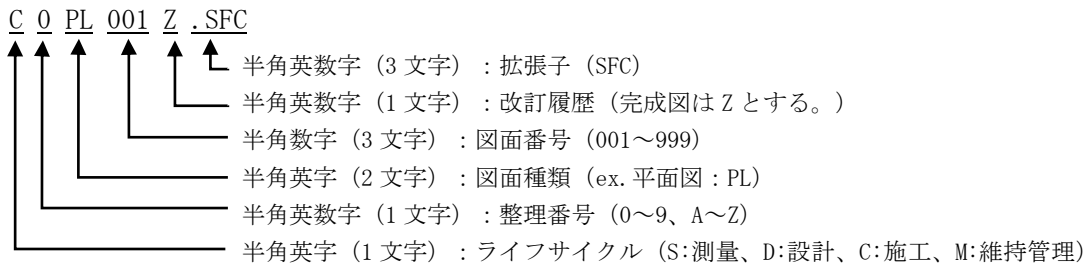 C 0 PL 001 Z .SFC
半角英数字（3文字）：拡張子（SFC）
半角英数字（1文字）：改訂履歴（完成図はZとする。）
半角数字（3文字）：図面番号（001～999）
半角英字（2文字）：図面種類（ex.平面図：PL）
半角英数字（1文字）：整理番号（0～9、A～Z）
半角英字（1文字）：ライフサイクル（S:測量、D:設計、C:施工、M:維持管理）